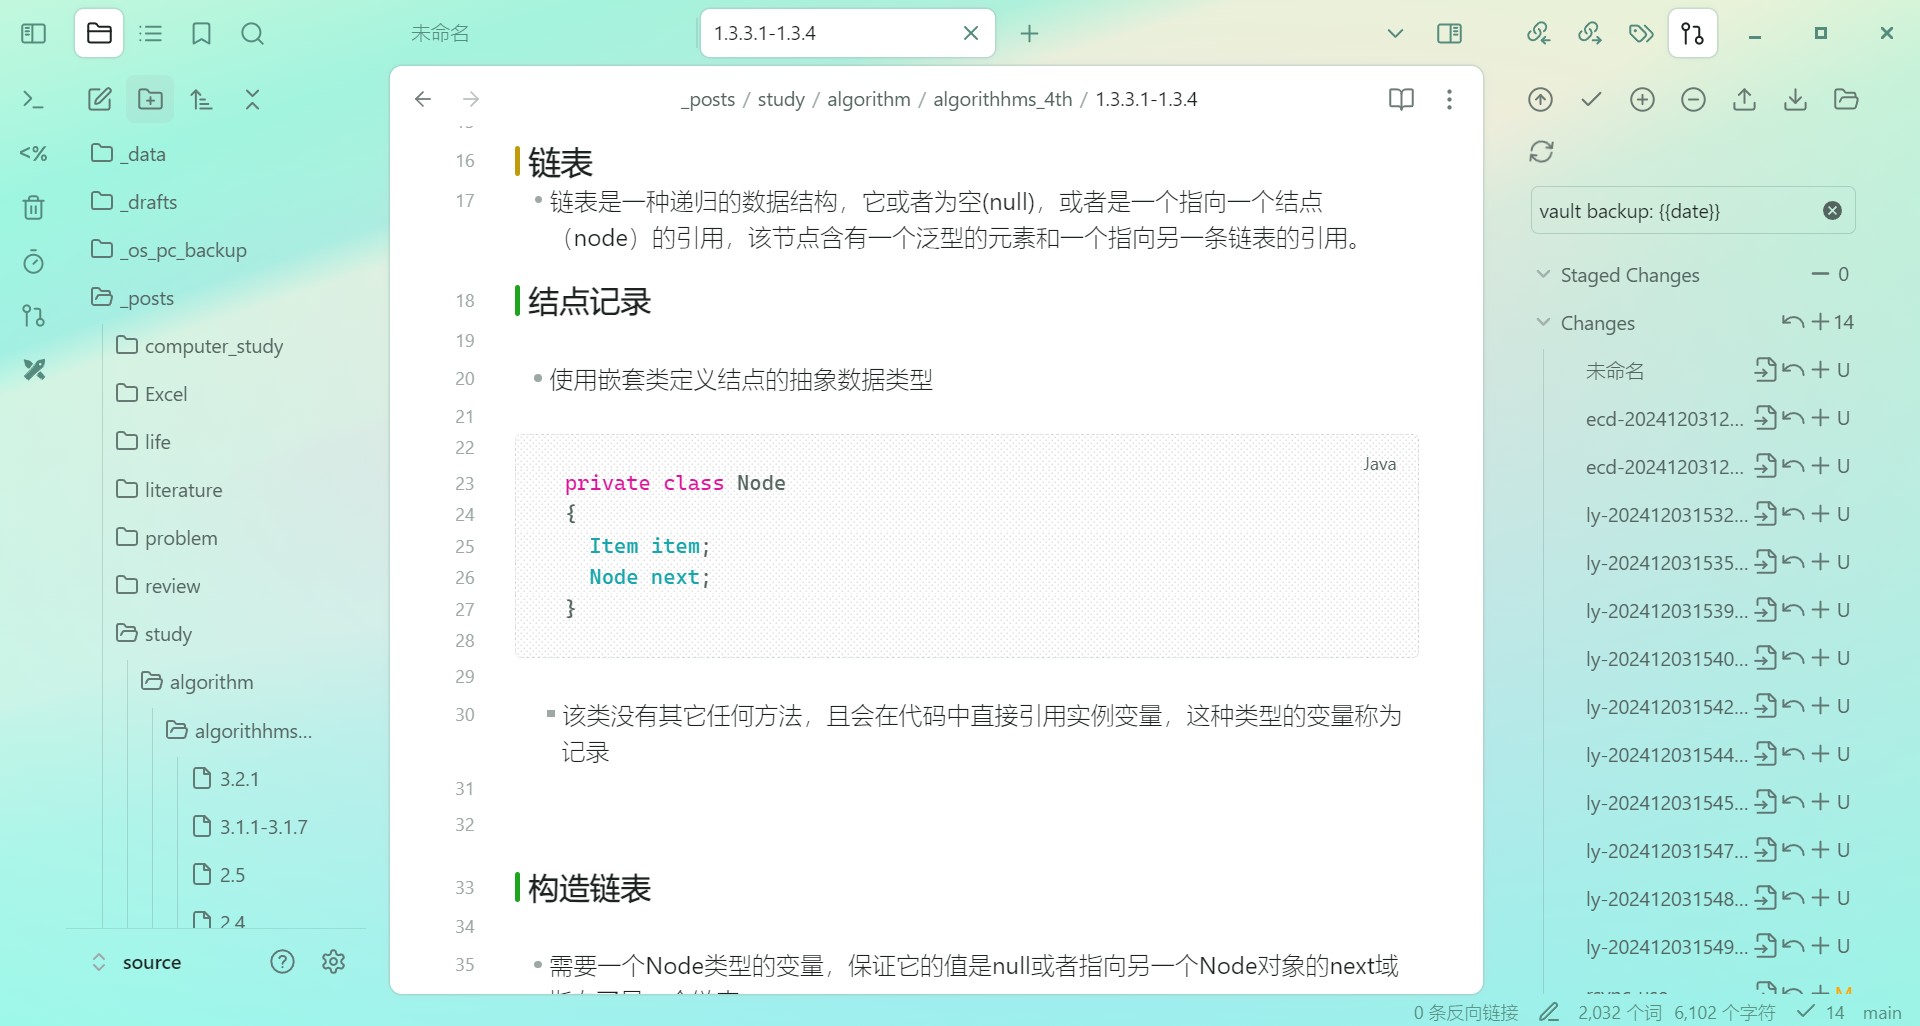 未命名
1.3.3.1-1.3.4
_data
_drafts
_os_pc_backup
_posts
computer_study
Excel
life
literature
problem
review
study
algorithm
algorithhms...
3.2.1
3.1.1-3.1.7
2.5
2.4
source
_posts / study / algorithm / algorithhms_4th / 1.3.3.1-1.3.4
16 链表
17 链表是一种递归的数据结构，它或者为空(null)，或者是一个指向一个结点
（node）的引用，该节点含有一个泛型的元素和一个指向另一条链表的引用。
18 结点记录
19
20 使用嵌套类定义结点的抽象数据类型
21
22
Java
23 private class Node
24 {
25 Item item;
26 Node next;
27 }
28
29
30 该类没有其它任何方法，且会在代码中直接引用实例变量，这种类型的变量称为
记录
31
32
33 构造链表
34
35 需要一个Node类型的变量，保证它的值是null或者指向另一个Node对象的next域
vault backup: {{date}}
Staged Changes 0
Changes 14
未命名 U
ecd-2024120312... U
ecd-2024120312... U
ly-202412031532... U
ly-202412031535... U
ly-202412031539... U
ly-202412031540... U
ly-202412031542... U
ly-202412031544... U
ly-202412031545... U
ly-202412031547... U
ly-202412031548... U
ly-202412031549... U
M
0 条反向链接 2,032 个词 6,102 个字符 14 main